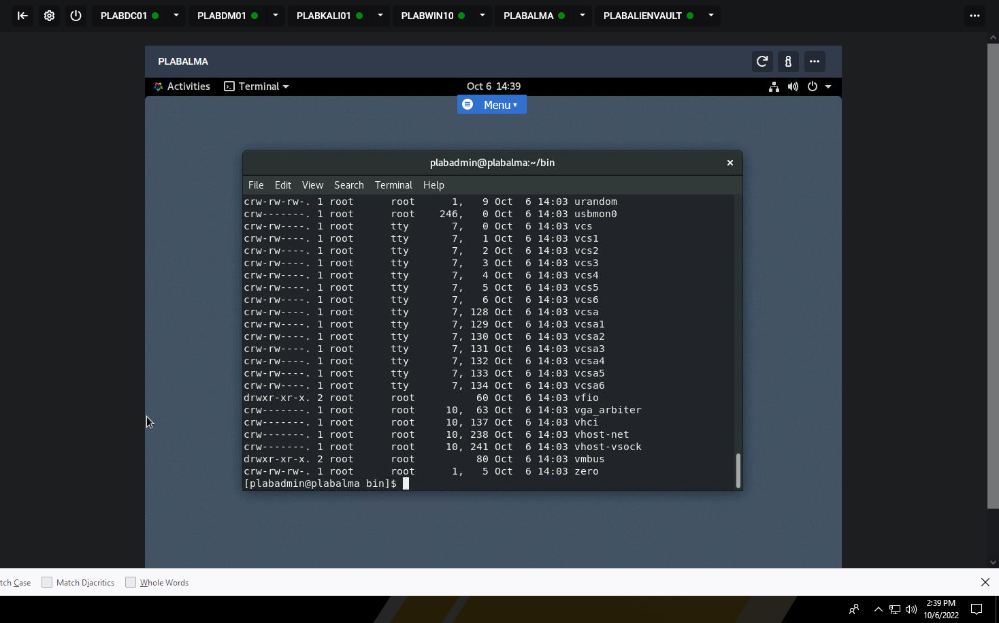 PLABDC01 PLABDM01 PLABKALI01 PLABWIN10 PLABALMA PLABALIENVAULT
PLABALMA
Activities Terminal Oct 6 14:39
Menu
plabadmin@plabalma:~/bin
File Edit View Search Terminal Help
crw-rw-rw-. 1 root root 1, 9 Oct 6 14:03 urandom
crw-------. 1 root root 246, 0 Oct 6 14:03 usbmon0
crw-rw----. 1 root tty 7, 0 Oct 6 14:03 vcs
crw-rw----. 1 root tty 7, 1 Oct 6 14:03 vcs1
crw-rw----. 1 root tty 7, 2 Oct 6 14:03 vcs2
crw-rw----. 1 root tty 7, 3 Oct 6 14:03 vcs3
crw-rw----. 1 root tty 7, 4 Oct 6 14:03 vcs4
crw-rw----. 1 root tty 7, 5 Oct 6 14:03 vcs5
crw-rw----. 1 root tty 7, 6 Oct 6 14:03 vcs6
crw-rw----. 1 root tty 7, 128 Oct 6 14:03 vcsa
crw-rw----. 1 root tty 7, 129 Oct 6 14:03 vcsa1
crw-rw----. 1 root tty 7, 130 Oct 6 14:03 vcsa2
crw-rw----. 1 root tty 7, 131 Oct 6 14:03 vcsa3
crw-rw----. 1 root tty 7, 132 Oct 6 14:03 vcsa4
crw-rw----. 1 root tty 7, 133 Oct 6 14:03 vcsa5
crw-rw----. 1 root tty 7, 134 Oct 6 14:03 vcsa6
drwxr-xr-x. 2 root root 60 Oct 6 14:03 vfio
crw-------. 1 root root 10, 63 Oct 6 14:03 vga_arbiter
crw-------. 1 root root 10, 137 Oct 6 14:03 vhci
crw-------. 1 root root 10, 238 Oct 6 14:03 vhost-net
crw-------. 1 root root 10, 241 Oct 6 14:03 vhost-vsock
drwxr-xr-x. 2 root root 80 Oct 6 14:03 vmbus
crw-rw-rw-. 1 root root 1, 5 Oct 6 14:03 zero
[plabadmin@plabalma bin]$
tch Case Match Diacritics Whole Words
2:39 PM
10/6/2022